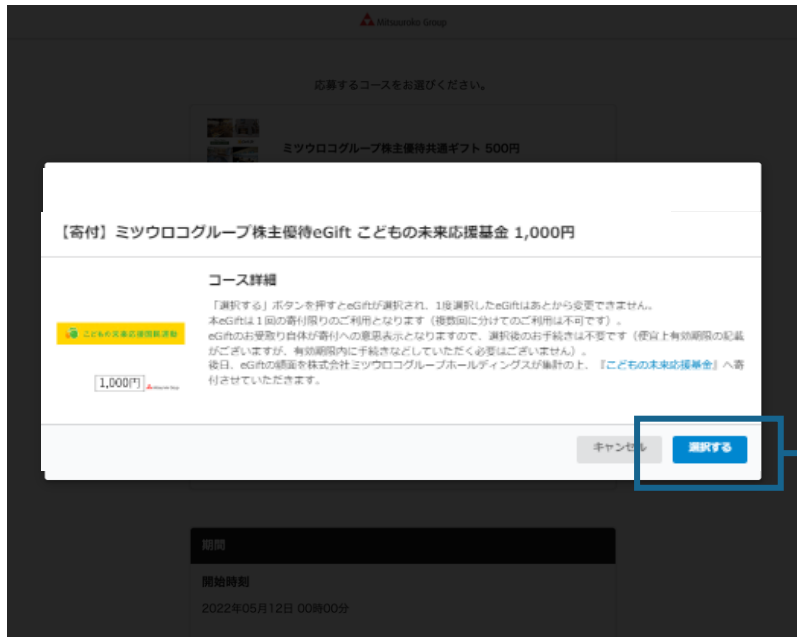 Mitsuuroko Group
応募するコースをお選びください。
ミツウロコグループ株主優待共通ギフト 500円
【寄付】ミツウロコグループ株主優待eGift こどもの未来応援基金 1,000円
コース詳細
「選択する」ボタンを押すとeGiftが選択され、1度選択したeGiftはあとから変更できません。
本eGiftは1回の寄付限りのご利用となります（複数回に分けてのご利用は不可です）。
eGiftのお受取り自体が寄付への意思表示となりますので、選択後のお手続きは不要です（便宜上有効期限の記載
がございますが、有効期限内に手続きなどしていただく必要はございません）。
後日、eGiftの額面を株式会社ミツウロコグループホールディングスが集計の上、『こどもの未来応援基金』へ寄
付させていただきます。
こどもの未来応援国民運動
1,000円
キャンセル
選択する
期間
開始時刻
2022年05月12日 00時00分